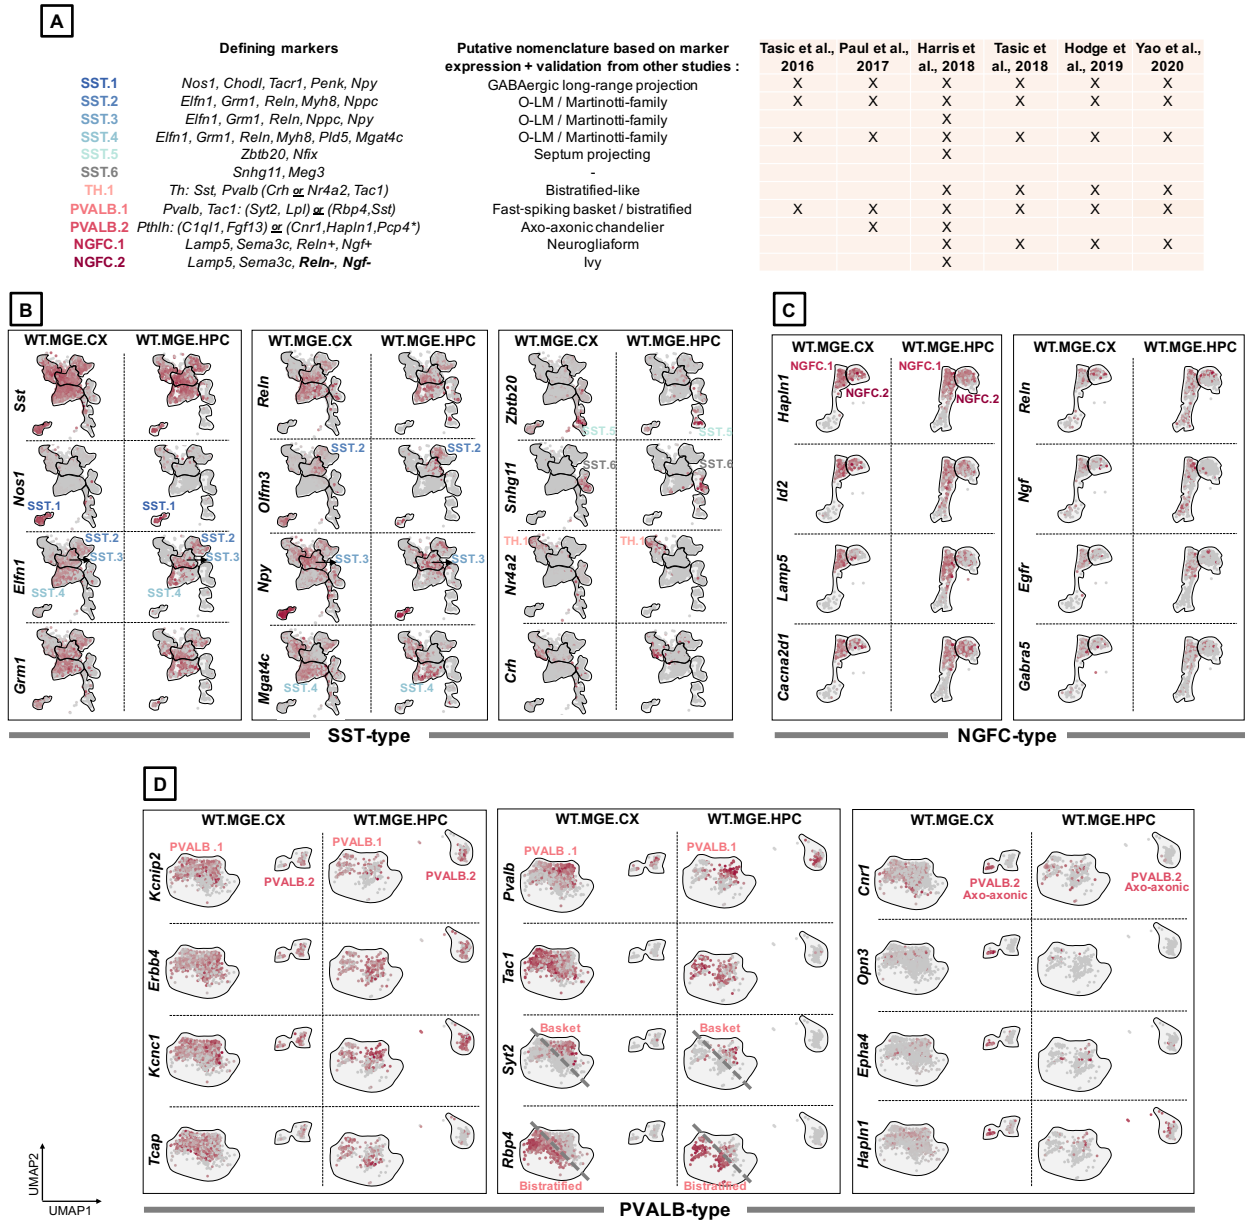 A
Defining markers
Putative nomenclature based on marker
expression + validation from other studies :
Tasic et al., 2016
Paul et al., 2017
Harris et al., 2018
Tasic et al., 2018
Hodge et al., 2019
Yao et al., 2020
SST.1 Nos1, Chodl, Tacr1, Penk, Npy GABAergic long-range projection X X X X X X
SST.2 Elfn1, Grm1, Reln, Myh8, Nppc O-LM / Martinotti-family X X X X X X
SST.3 Elfn1, Grm1, Reln, Nppc, Npy O-LM / Martinotti-family X
SST.4 Elfn1, Grm1, Reln, Myh8, Pld5, Mgat4c O-LM / Martinotti-family X X X X X X
SST.5 Zbtb20, Nfix Septum projecting X
SST.6 Snhg11, Meg3 -
TH.1 Th: Sst, Pvalb (Crh or Nr4a2, Tac1) Bistratified-like X X X X
PVALB.1 Pvalb, Tac1: (Syt2, Lpl) or (Rbp4,Sst) Fast-spiking basket / bistratified X X X X X X
PVALB.2 Pthlh: (C1ql1, Fgf13) or (Cnr1,Hapln1,Pcp4*) Axo-axonic chandelier X X
NGFC.1 Lamp5, Sema3c, Reln+, Ngf+ Neurogliaform X X X X
NGFC.2 Lamp5, Sema3c, Reln-, Ngf- Ivy X
B
WT.MGE.CX WT.MGE.HPC
Sst
Nos1
SST.1 SST.1
Elfn1
SST.2 SST.2
SST.3 SST.3
SST.4 SST.4
Grm1
WT.MGE.CX WT.MGE.HPC
Reln
Olfm3
SST.2 SST.2
Npy
SST.3 SST.3
Mgat4c
SST.4 SST.4
WT.MGE.CX WT.MGE.HPC
Zbtb20
SST.5 SST.5
Snhg11
SST.6 SST.6
Nr4a2
TH.1 TH.1
Crh
SST-type
C
WT.MGE.CX WT.MGE.HPC
Hapln1
NGFC.1 NGFC.1
NGFC.2 NGFC.2
Id2
Lamp5
Cacna2d1
WT.MGE.CX WT.MGE.HPC
Reln
Ngf
Egfr
Gabra5
NGFC-type
D
WT.MGE.CX WT.MGE.HPC
Kcnip2
PVALB .1 PVALB.1
PVALB.2 PVALB.2
Erbb4
Kcnc1
Tcap
WT.MGE.CX WT.MGE.HPC
Pvalb
PVALB .1 PVALB.1
Tac1
Syt2
Basket Basket
Rbp4
Bistratified Bistratified
WT.MGE.CX WT.MGE.HPC
Cnr1
PVALB.2 PVALB.2
Axo-axonic Axo-axonic
Opn3
Epha4
Hapln1
PVALB-type
UMAP2
UMAP1